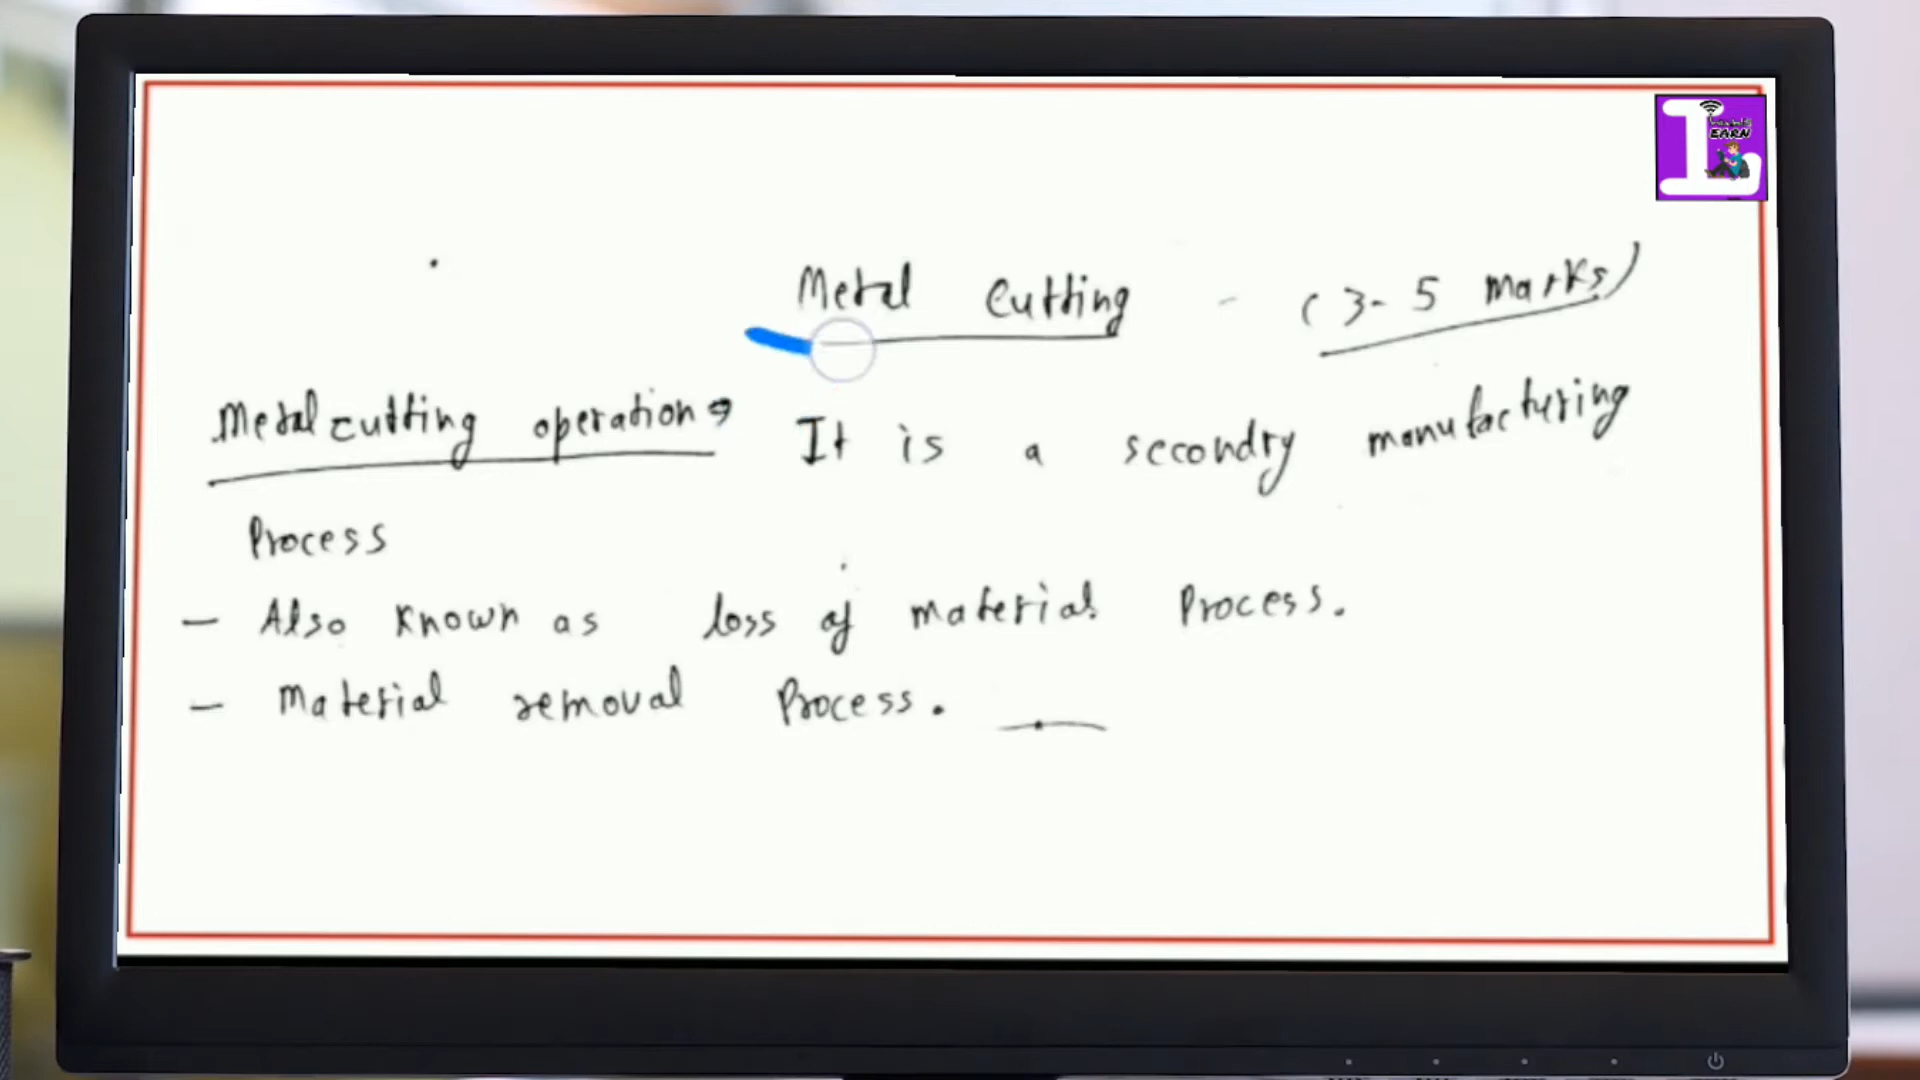 Metal Cutting - (3-5 marks)
Metal cutting operation → It is a secondry manufacturing
Process
- Also known as loss of material Process.
- Material removal Process.
EARN